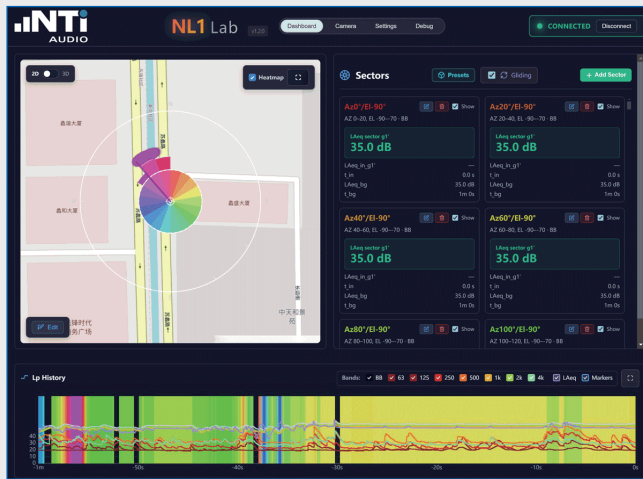 NTi
AUDIO
NL1 Lab
v1.2.0
Dashboard
Camera
Settings
Debug
CONNECTED
Disconnect
2D
3D
Heatmap
鑫迪大厦
鑫和大厦
鑫迪大厦
中天和景
苑
Edit
Sectors
Presets
Gliding
+ Add Sector
Az0°/El-90°
Show
AZ 0–20, EL -90–-70 · BB
LAeq sector g1'
35.0 dB
LAeq_in_g1' —
t_in 0.0 s
LAeq_bg 35.0 dB
t_bg 1m 0s
Az20°/El-90°
Show
AZ 20–40, EL -90–-70 · BB
LAeq sector g1'
35.0 dB
LAeq_in_g1' —
t_in 0.0 s
LAeq_bg 35.0 dB
t_bg 1m 0s
Az40°/El-90°
Show
AZ 40–60, EL -90–-70 · BB
LAeq sector g1'
35.0 dB
LAeq_in_g1' —
t_in 0.0 s
LAeq_bg 35.0 dB
t_bg 1m 0s
Az60°/El-90°
Show
AZ 60–80, EL -90–-70 · BB
LAeq sector g1'
35.0 dB
LAeq_in_g1' —
t_in 0.0 s
LAeq_bg 35.0 dB
t_bg 1m 0s
Az80°/El-90°
Show
AZ 80–100, EL -90–-70 · BB
Az100°/El-90°
Show
AZ 100–120, EL -90–-70 · BB
Lp History
Bands: BB 63 125 250 500 1k 2k 4k LAeq Markers
40
30
20
10
0
-1m -50s -40s -30s -20s -10s 0s